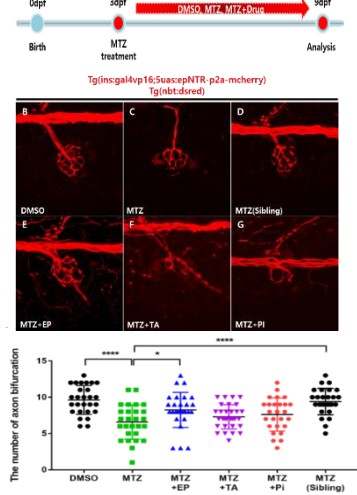 0dpf 3dpf 9dpf
DMSO, MTZ, MTZ+Drug
Birth MTZ Analysis
treatment
Tg(ins:gal4vp16;5uas:epNTR-p2a-mcherry)
Tg(nbt:dsred)
B C D
DMSO MTZ MTZ(Sibling)
E F G
MTZ+EP MTZ+TA MTZ+PI
****
**** *
The number of axon bifurcation
15
10
5
0
DMSO MTZ MTZ MTZ MTZ MTZ
+EP +TA +Pi (Sibling)